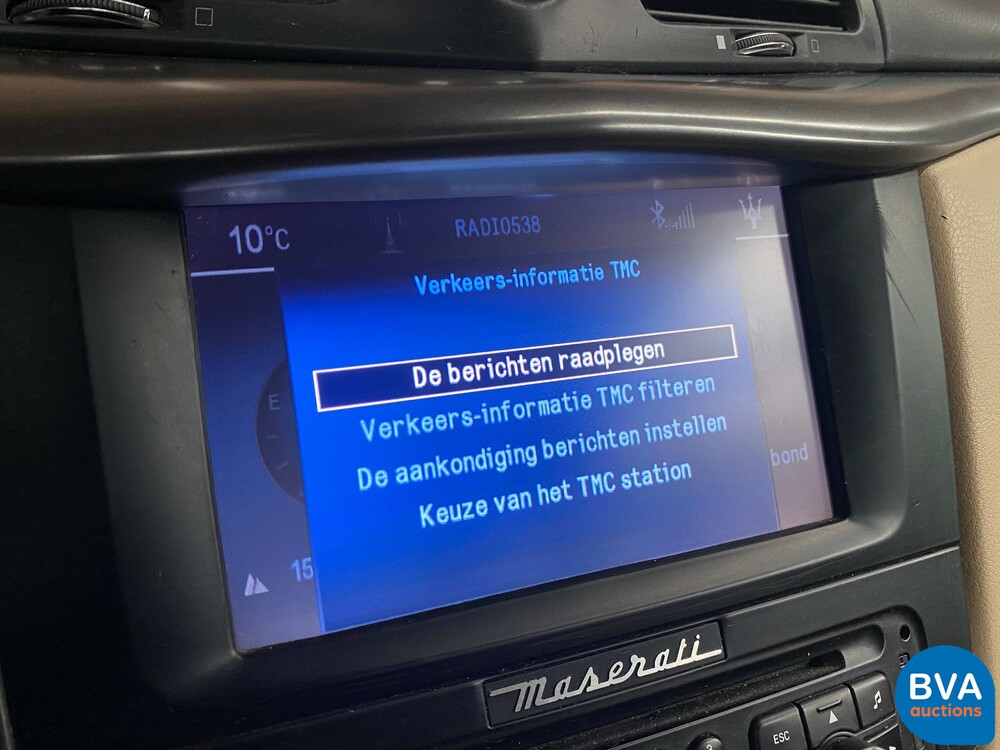 10°C
RADIO538
Verkeers-informatie TMC
De berichten raadplegen
Verkeers-informatie TMC filteren
De aankondiging berichten instellen
Keuze van het TMC station
E
bond
15
Maserati
ESC
BVA
auctions